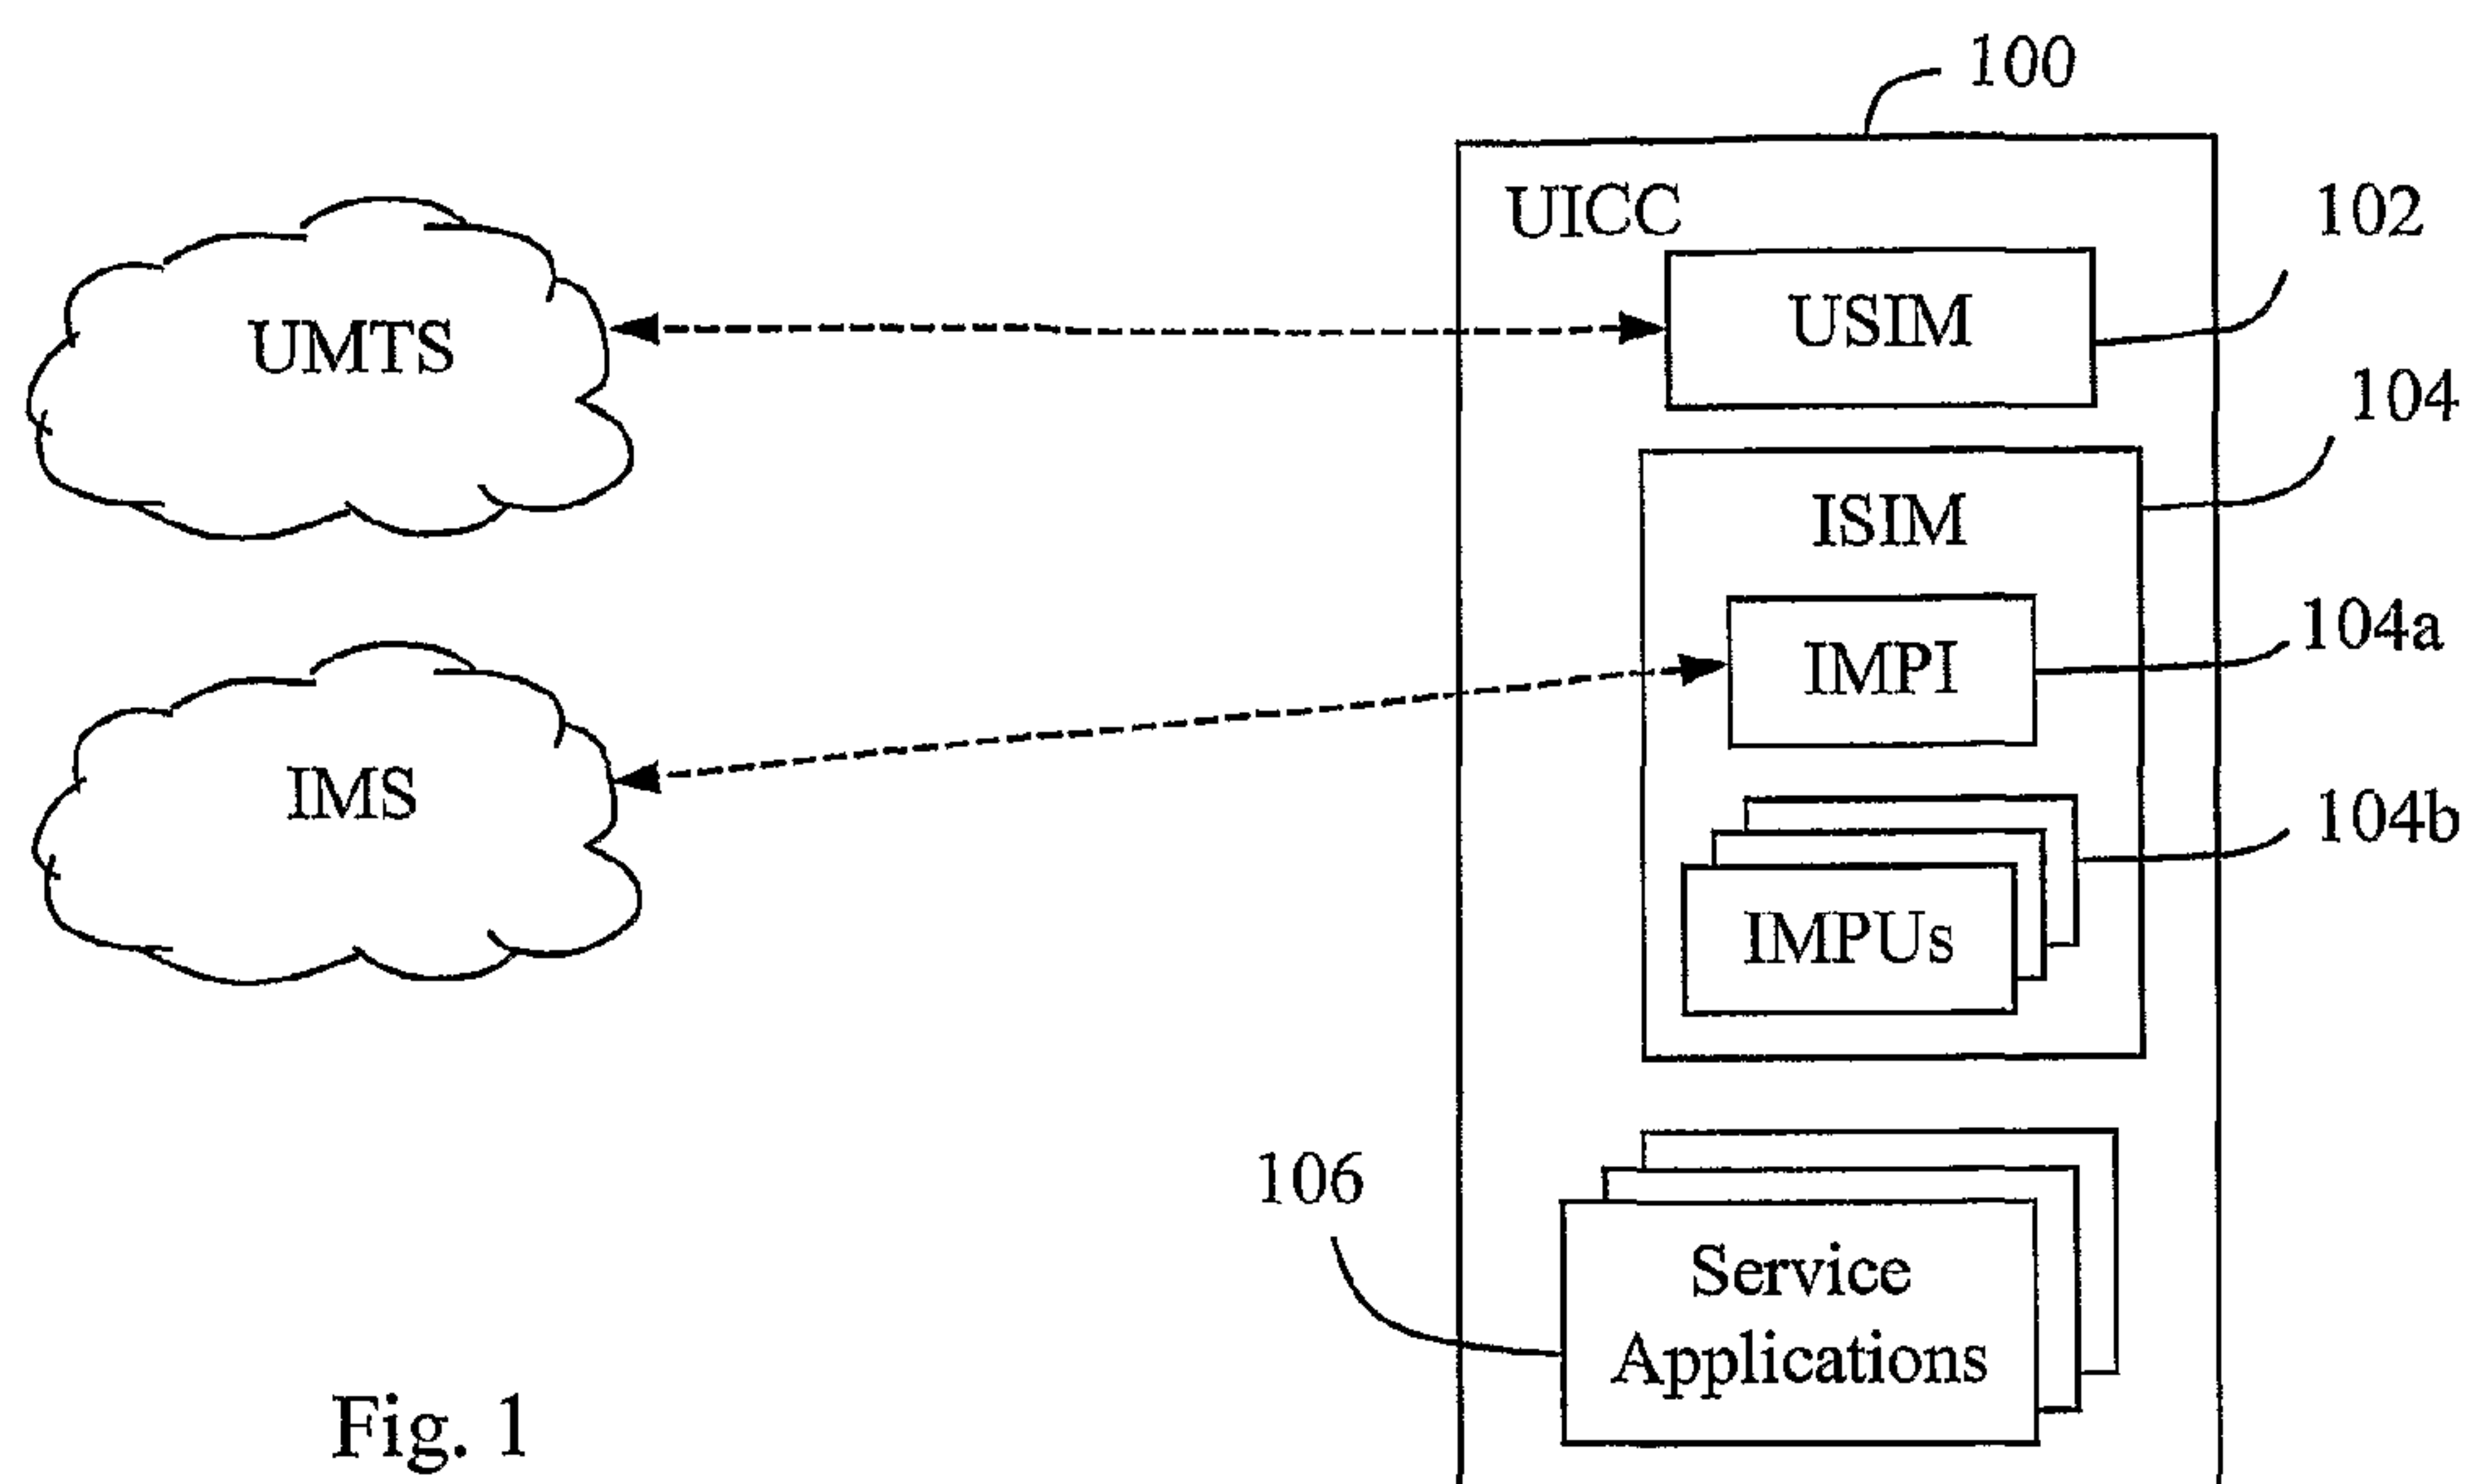 100
UICC
102
USIM
UMTS
104
ISIM
104a
IMPI
IMS
104b
IMPUs
106
Service
Applications
Fig. 1